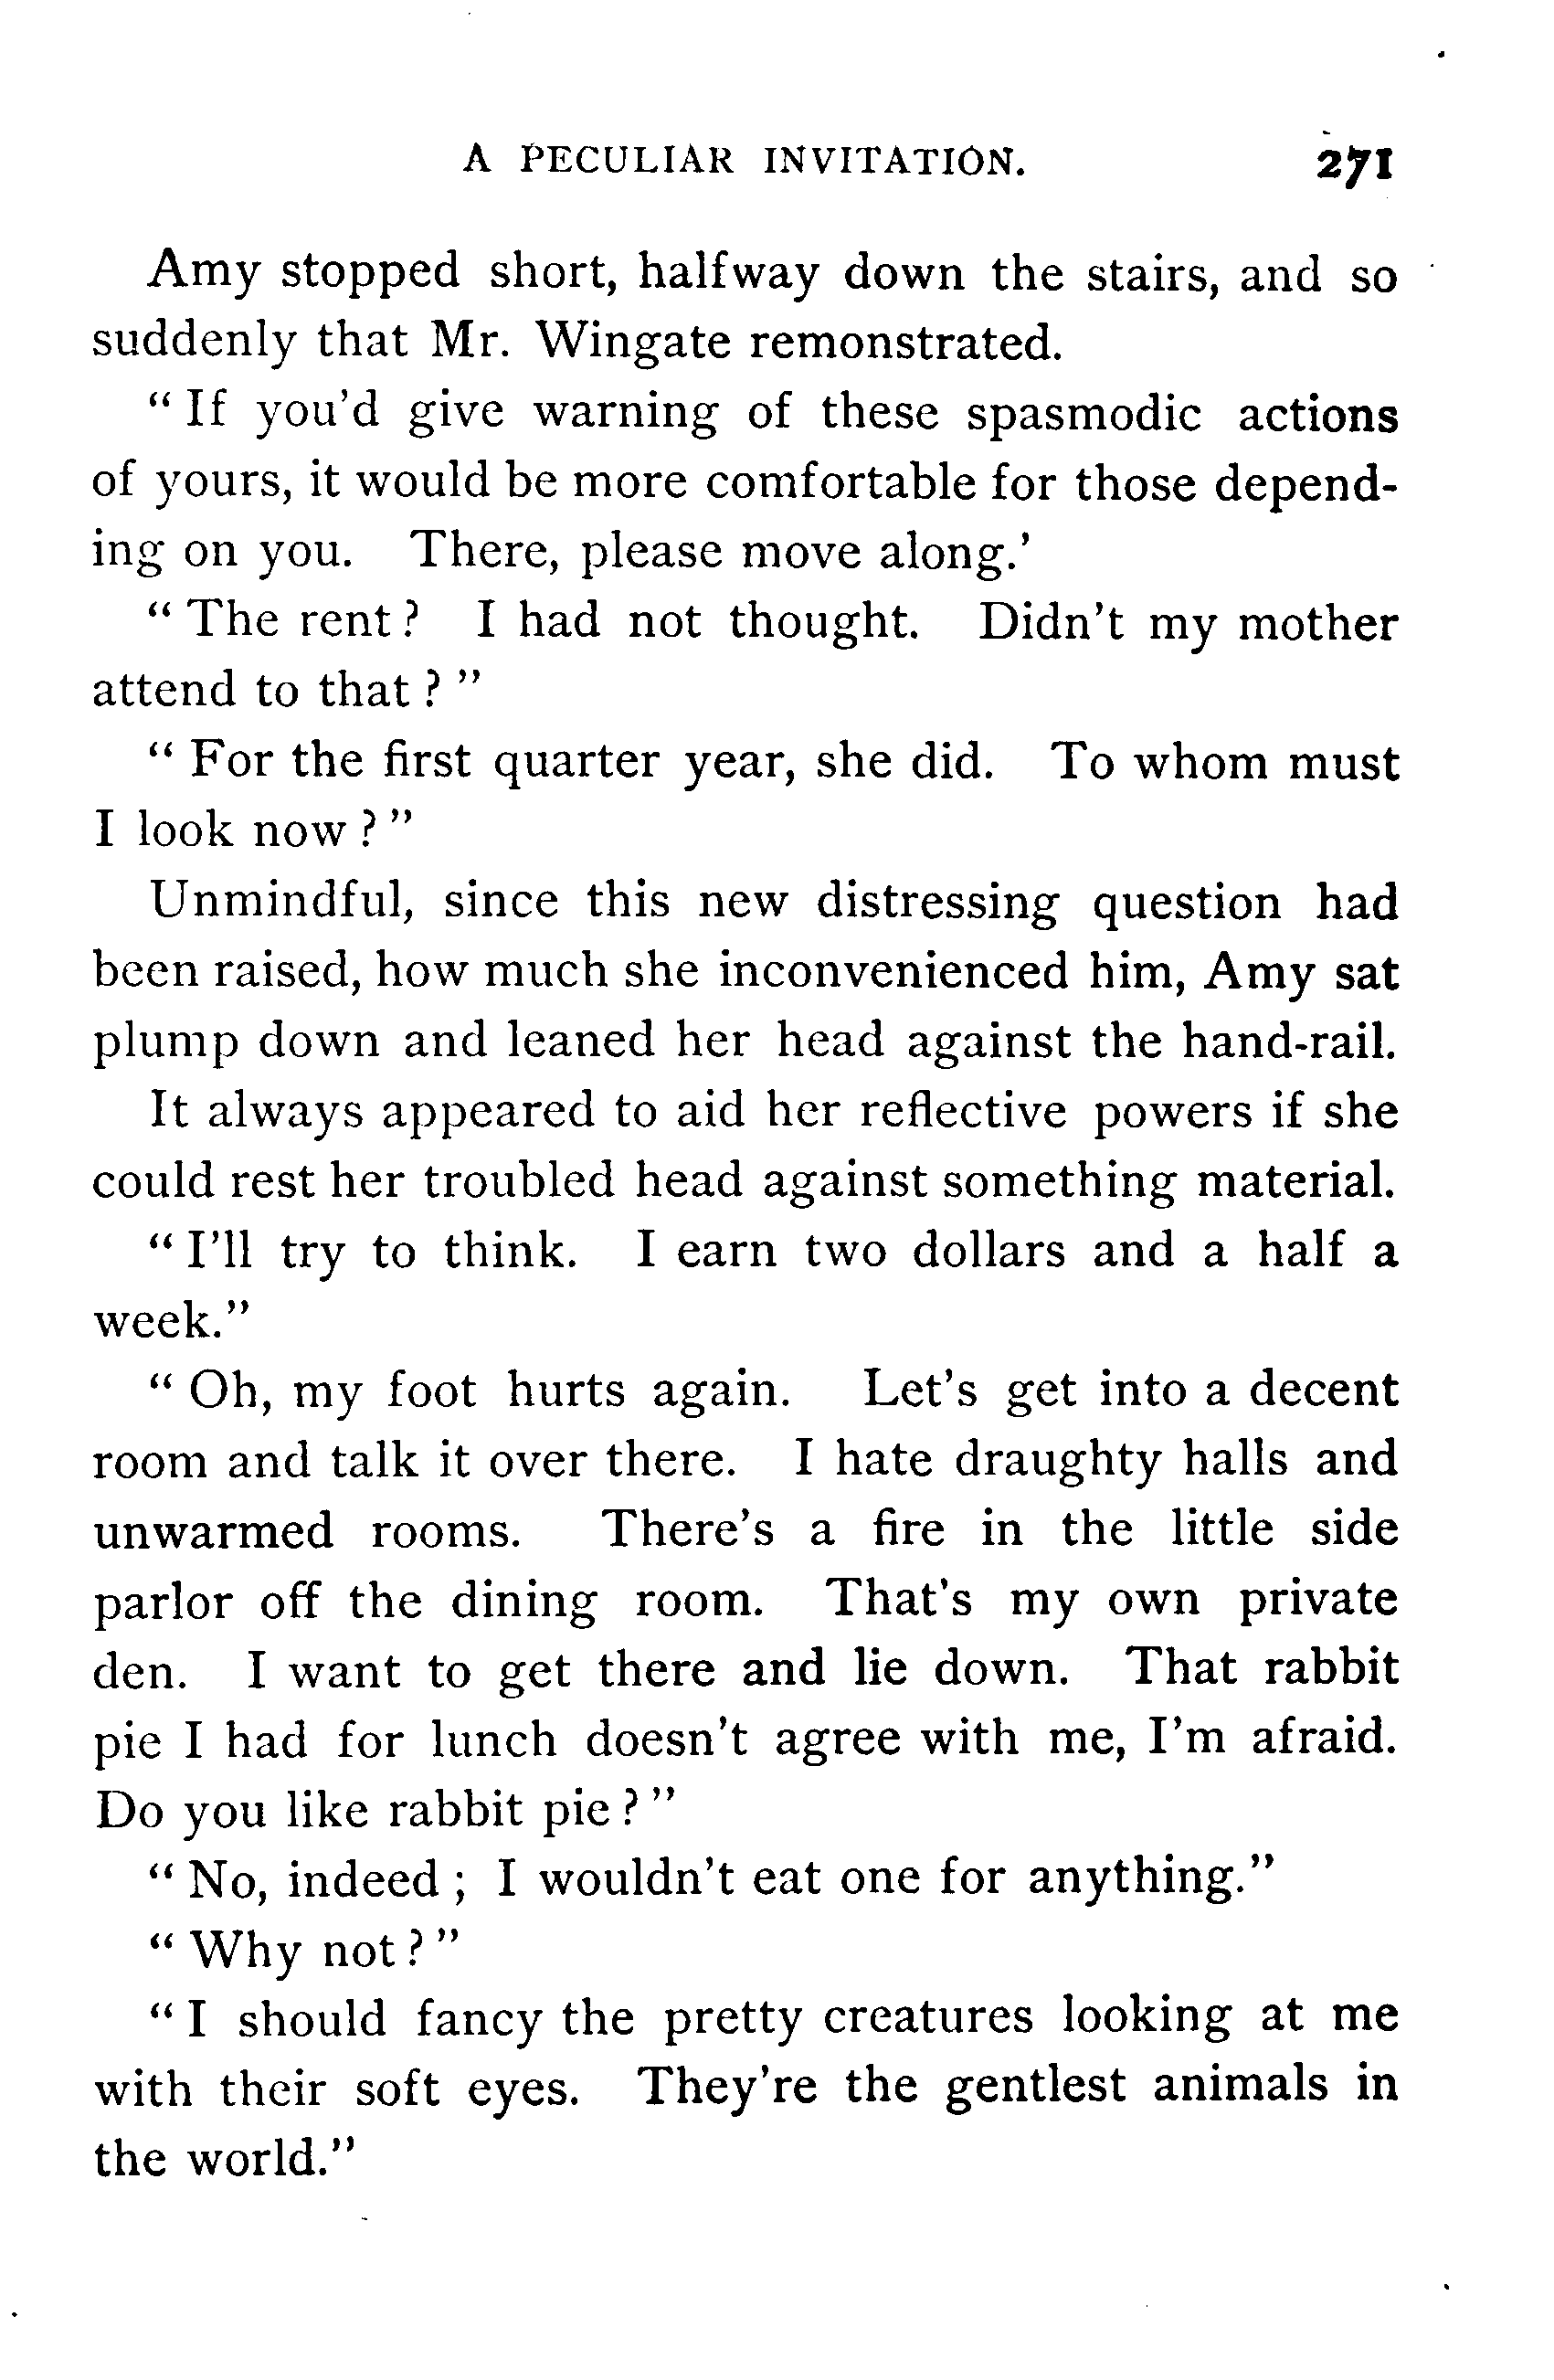 A PECULIAR INVITATION. 271
Amy stopped short, halfway down the stairs, and so
suddenly that Mr. Wingate remonstrated.
“ If you’d give warning of these spasmodic actions
of yours, it would be more comfortable for those depend-
ing on you. There, please move along.’
“ The rent ? I had not thought. Didn’t my mother
attend to that ? ”
“ For the first quarter year, she did. To whom must
I look now ? ”
Unmindful, since this new distressing question had
been raised, how much she inconvenienced him, Amy sat
plump down and leaned her head against the hand-rail.
It always appeared to aid her reflective powers if she
could rest her troubled head against something material.
“ I’ll try to think. I earn two dollars and a half a
week.”
“ Oh, my foot hurts again. Let’s get into a decent
room and talk it over there. I hate draughty halls and
unwarmed rooms. There’s a fire in the little side
parlor off the dining room. That’s my own private
den. I want to get there and lie down. That rabbit
pie I had for lunch doesn’t agree with me, I’m afraid.
Do you like rabbit pie ? ”
“ No, indeed ; I wouldn’t eat one for anything.”
“ Why not ? ”
“ I should fancy the pretty creatures looking at me
with their soft eyes. They’re the gentlest animals in
the world.”